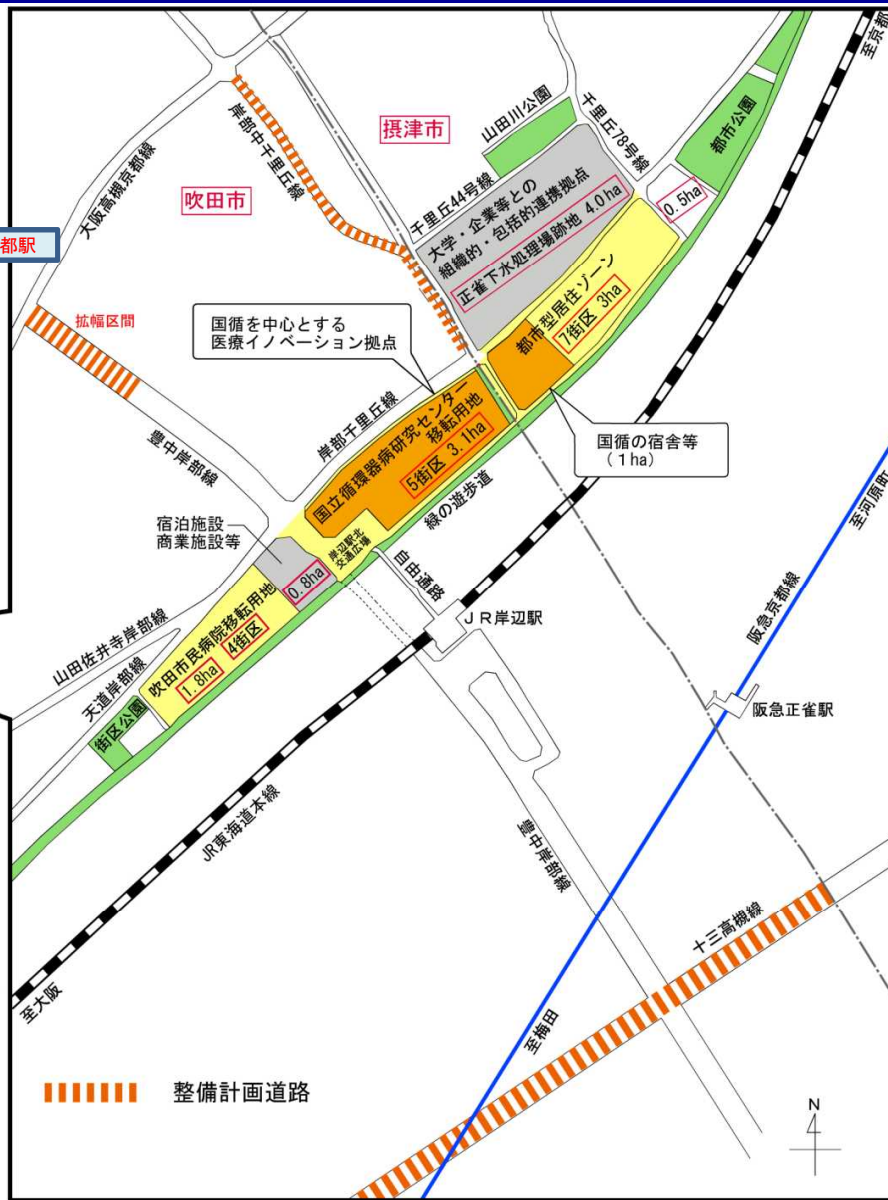 至京都
都市公園
千里丘78号線
山田川公園
摂津市
岸部中千里丘線
大阪高槻京都線
吹田市
千里丘44号線
大学・企業等との
組織的・包括的連携拠点
正雀下水処理場跡地 4.0ha
0.5ha
都駅
拡幅区間
都市型居住ゾーン
7街区 3ha
国循を中心とする
医療イノベーション拠点
岸部千里丘線
国立循環器病研究センター
移転用地
5街区 3.1ha
国循の宿舎等
(1ha)
豊中岸部線
緑の遊歩道
至河原町
宿泊施設
商業施設等
岸辺駅北
交通広場
自由通路
0.8ha
阪急京都線
JR岸辺駅
山田佐井寺岸部線
吹田市民病院移転用地
1.8ha
4街区
天道岸部線
街区公園
阪急正雀駅
JR東海道本線
豊中岸部線
十三高槻線
至大阪
至梅田
整備計画道路
N